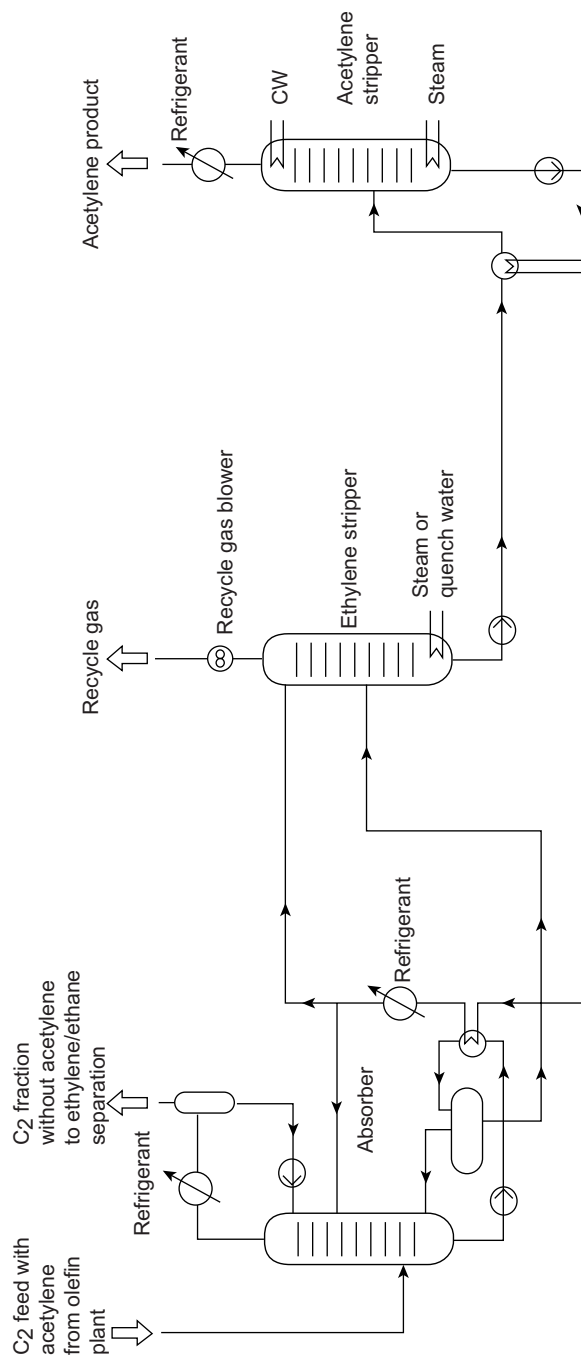 C2 feed with
acetylene
from olefin
plant
C2 fraction
without acetylene
to ethylene/ethane
separation
Refrigerant
Absorber
Refrigerant
Recycle gas
Recycle gas blower
Ethylene stripper
Steam or
quench water
Acetylene product
Refrigerant
CW
Acetylene
stripper
Steam